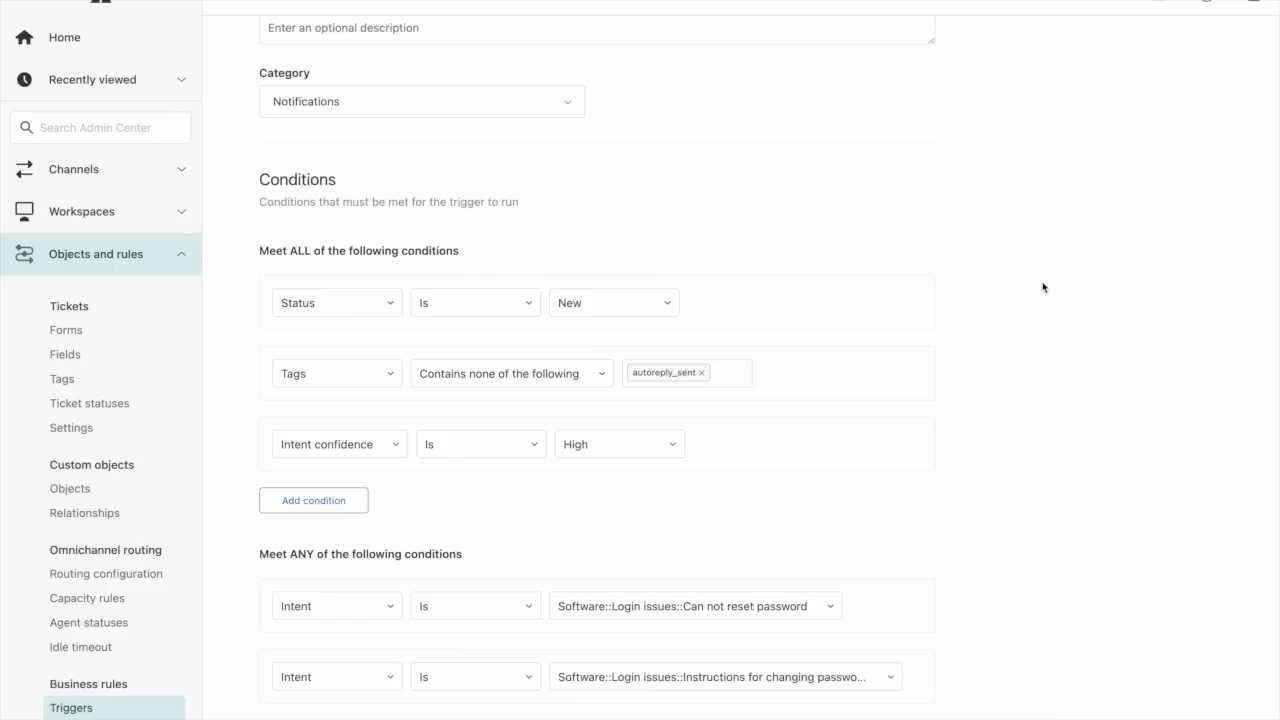 Home
Recently viewed
Search Admin Center
Channels
Workspaces
Objects and rules
Tickets
Forms
Fields
Tags
Ticket statuses
Settings
Custom objects
Objects
Relationships
Omnichannel routing
Routing configuration
Capacity rules
Agent statuses
Idle timeout
Business rules
Triggers
Enter an optional description
Category
Notifications
Conditions
Conditions that must be met for the trigger to run
Meet ALL of the following conditions
Status Is New
Tags Contains none of the following autoreply_sent ×
Intent confidence Is High
Add condition
Meet ANY of the following conditions
Intent Is Software::Login issues::Can not reset password
Intent Is Software::Login issues::Instructions for changing passwo...